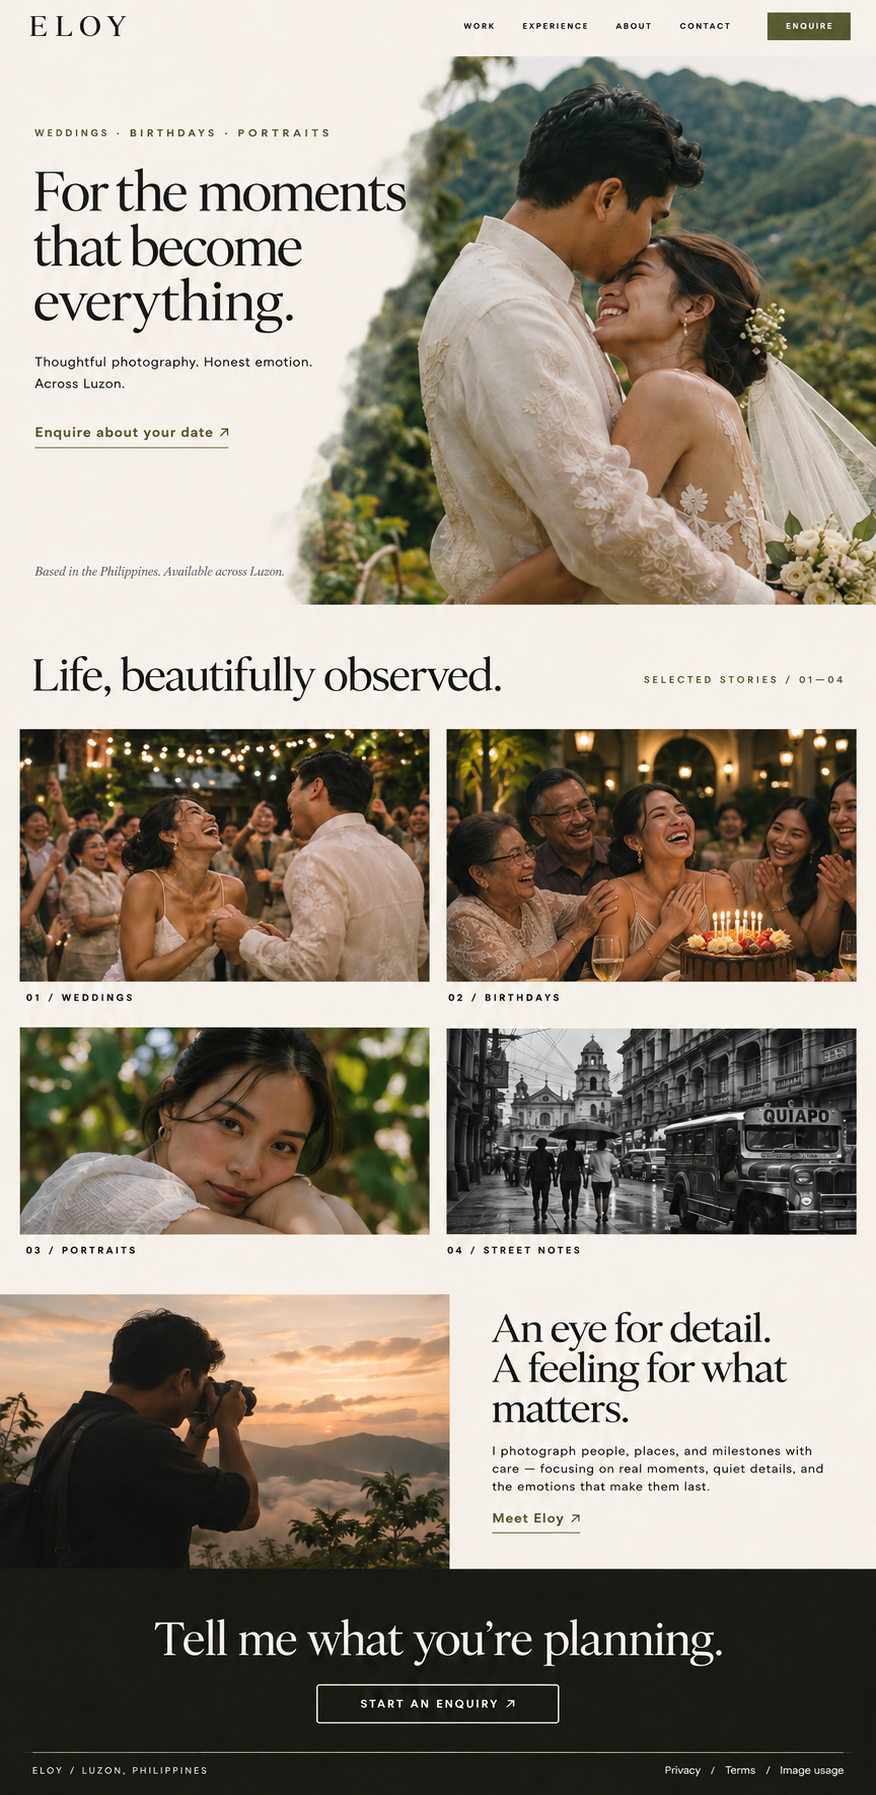 ELOY
WORK EXPERIENCE ABOUT CONTACT ENQUIRE
WEDDINGS · BIRTHDAYS · PORTRAITS
For the moments
that become
everything.
Thoughtful photography. Honest emotion.
Across Luzon.
Enquire about your date ↗
Based in the Philippines. Available across Luzon.
Life, beautifully observed.
SELECTED STORIES / 01—04
01 / WEDDINGS
02 / BIRTHDAYS
QUIAPO
03 / PORTRAITS
04 / STREET NOTES
An eye for detail.
A feeling for what
matters.
I photograph people, places, and milestones with
care — focusing on real moments, quiet details, and
the emotions that make them last.
Meet Eloy ↗
Tell me what you’re planning.
START AN ENQUIRY ↗
ELOY / LUZON, PHILIPPINES
Privacy / Terms / Image usage